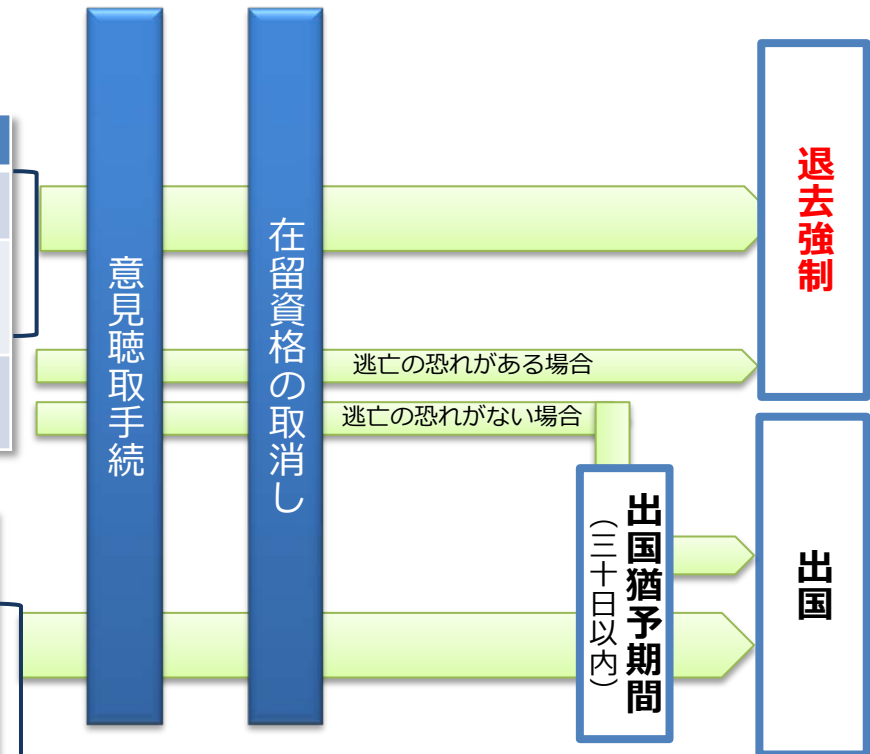 意見聴取手続
在留資格の取消し
退去強制
逃亡の恐れがある場合
逃亡の恐れがない場合
出国猶予期間
（三十日以内）
出国